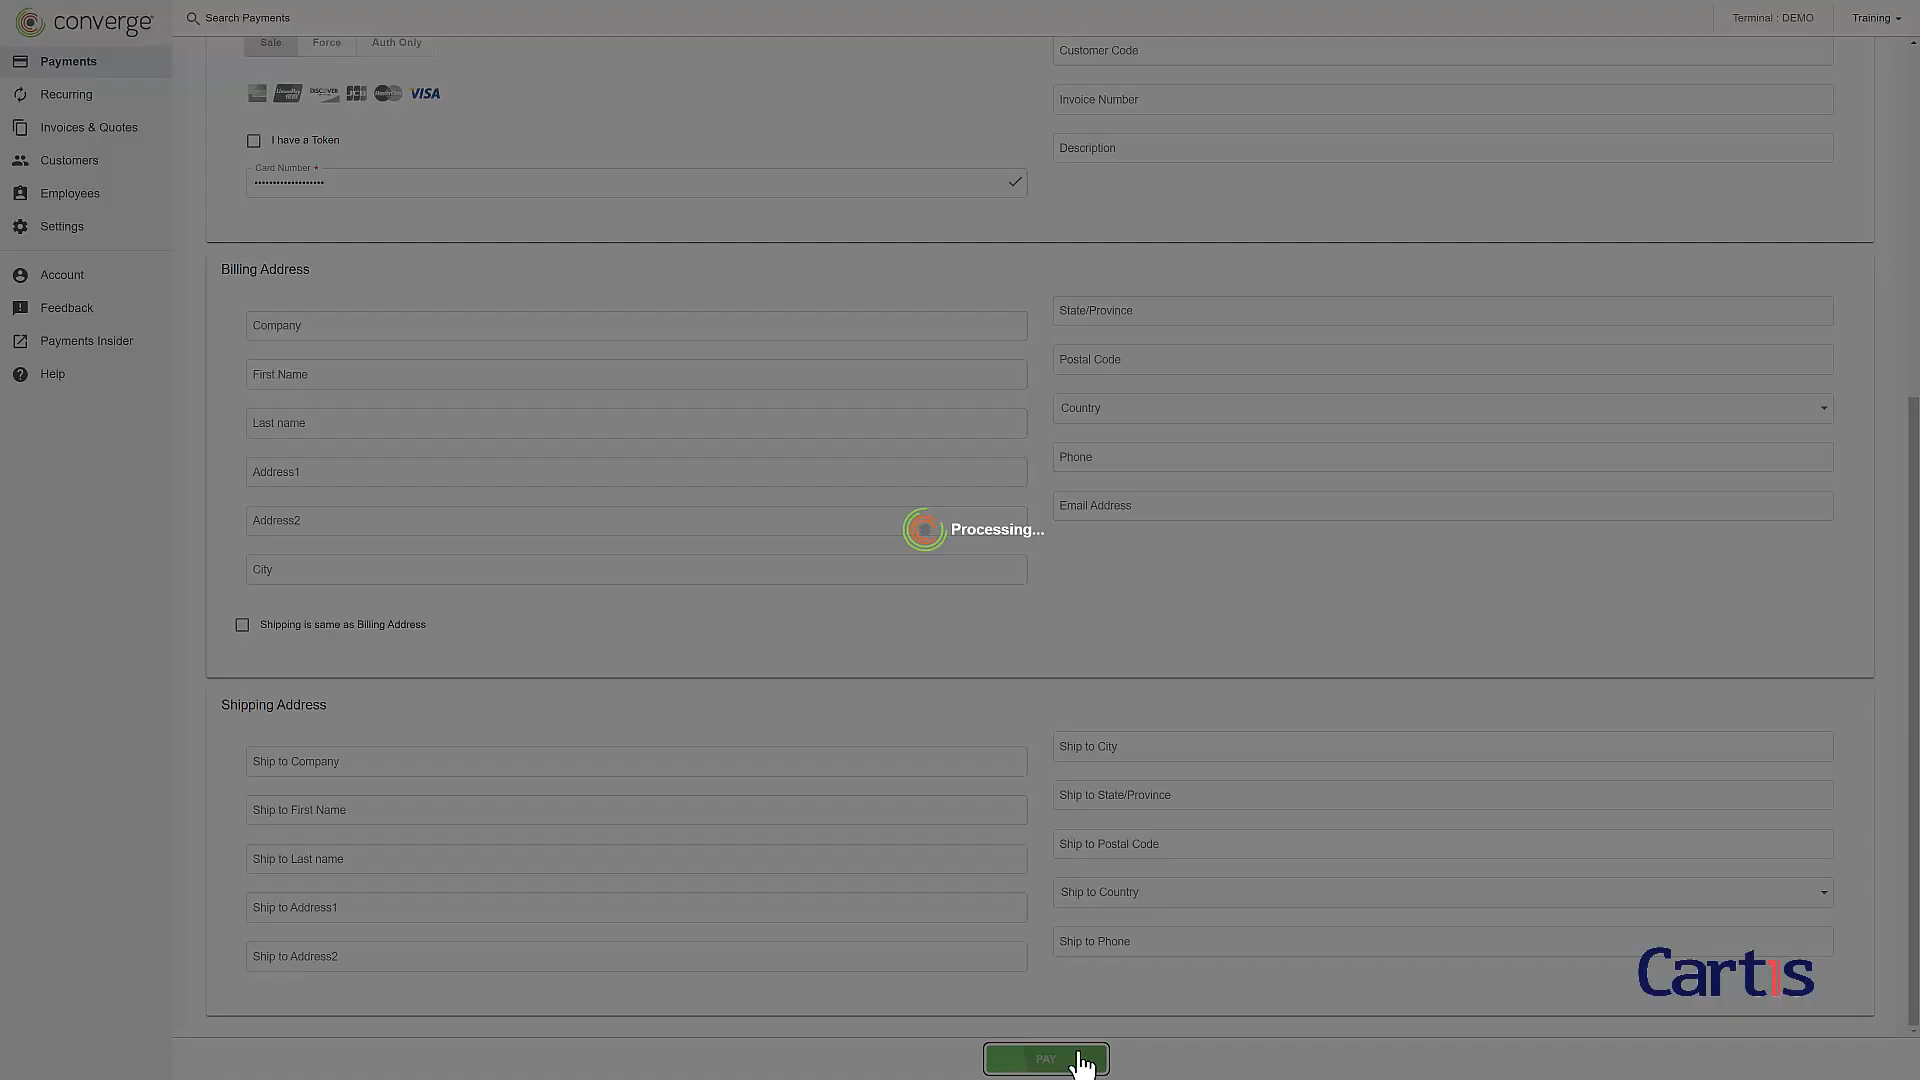 converge
Search Payments
Terminal : DEMO
Training
Payments
Recurring
Invoices & Quotes
Customers
Employees
Settings
Account
Feedback
Payments Insider
Help
Sale
Force
Auth Only
DISCOVER
JCB
MasterCard
VISA
I have a Token
Card Number *
Customer Code
Invoice Number
Description
Billing Address
Company
First Name
Last name
Address1
Address2
City
State/Province
Postal Code
Country
Phone
Email Address
Processing...
Shipping is same as Billing Address
Shipping Address
Ship to Company
Ship to First Name
Ship to Last name
Ship to Address1
Ship to Address2
Ship to City
Ship to State/Province
Ship to Postal Code
Ship to Country
Ship to Phone
Cartis
PAY